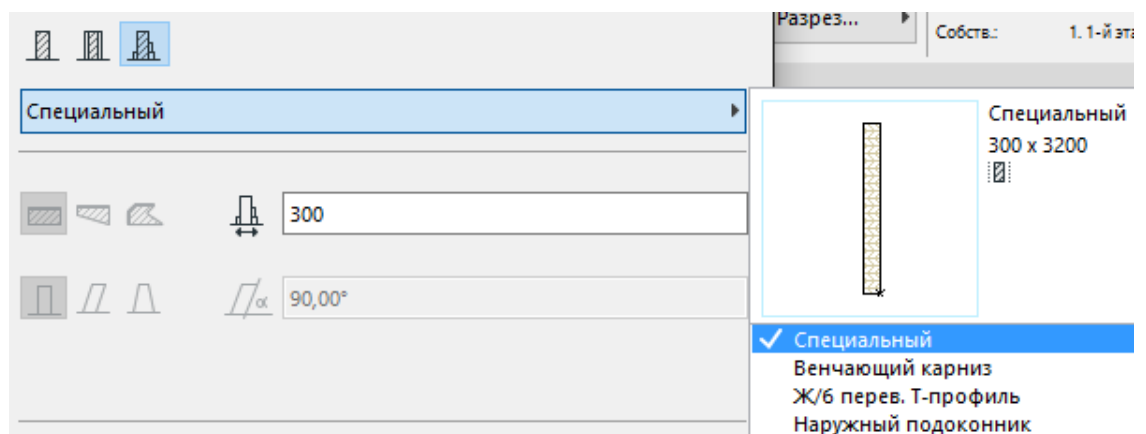 Разрез...
Собств.:
1. 1-й эта
Специальный
Специальный
300 x 3200
300
α
90,00°
Специальный
Венчающий карниз
Ж/б перев. Т-профиль
Наружный подоконник